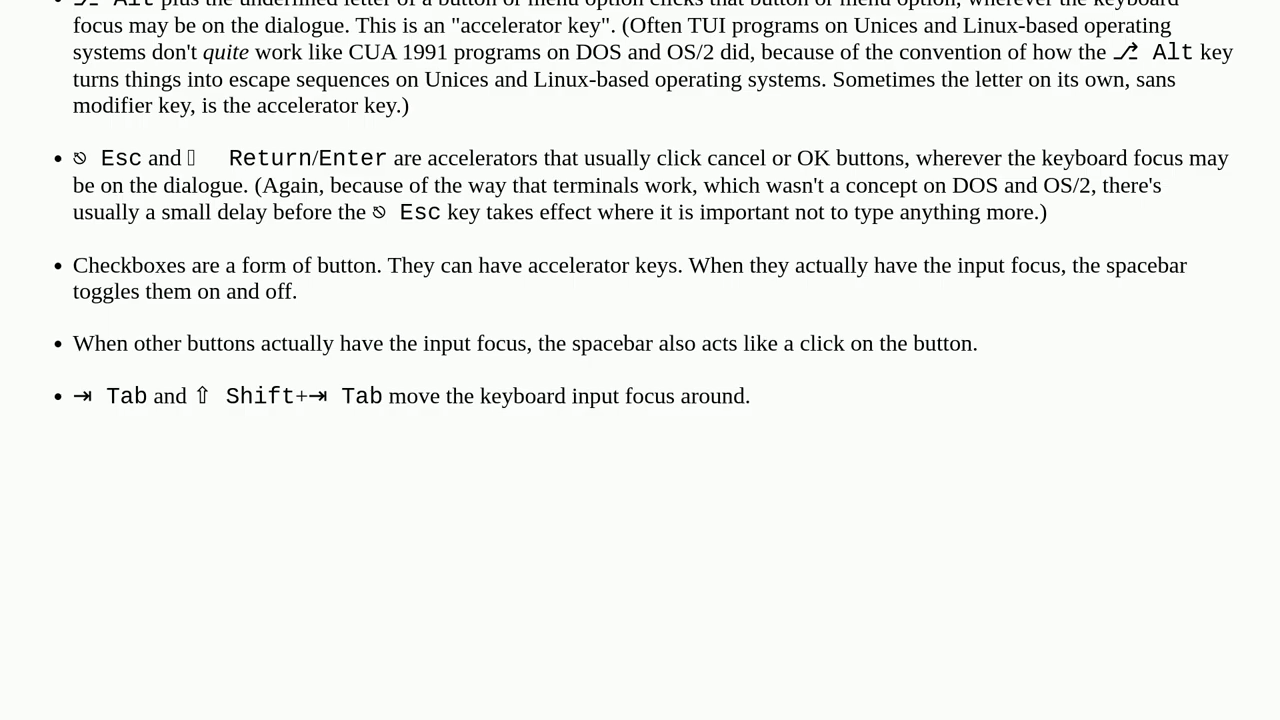 • ⎇ Alt plus the underlined letter of a button or menu option clicks that button or menu option, wherever the keyboard
focus may be on the dialogue. This is an "accelerator key". (Often TUI programs on Unices and Linux-based operating
systems don't quite work like CUA 1991 programs on DOS and OS/2 did, because of the convention of how the ⎇ Alt key
turns things into escape sequences on Unices and Linux-based operating systems. Sometimes the letter on its own, sans
modifier key, is the accelerator key.)
• ⎋ Esc and Return/Enter are accelerators that usually click cancel or OK buttons, wherever the keyboard focus may
be on the dialogue. (Again, because of the way that terminals work, which wasn't a concept on DOS and OS/2, there's
usually a small delay before the ⎋ Esc key takes effect where it is important not to type anything more.)
• Checkboxes are a form of button. They can have accelerator keys. When they actually have the input focus, the spacebar
toggles them on and off.
• When other buttons actually have the input focus, the spacebar also acts like a click on the button.
• ⇥ Tab and ⇧ Shift+⇥ Tab move the keyboard input focus around.